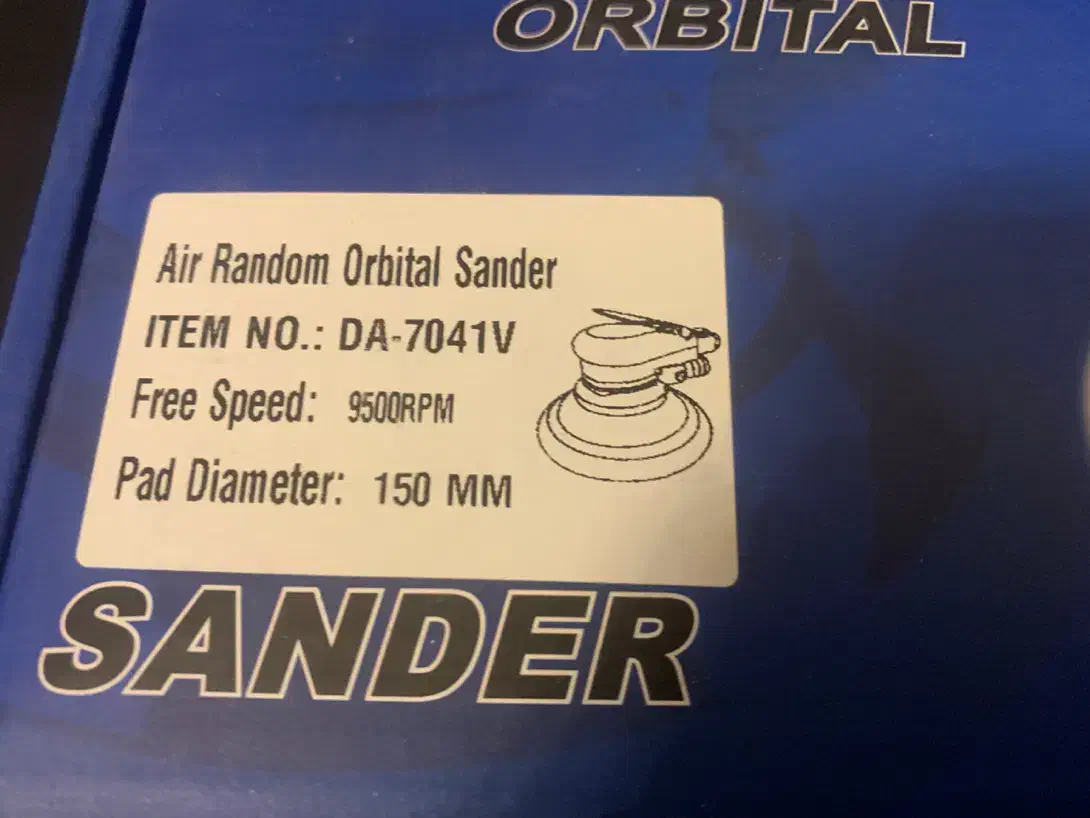 ORBITAL
Air Random Orbital Sander
ITEM NO.: DA-7041V
Free Speed: 9500RPM
Pad Diameter: 150 MM
SANDER